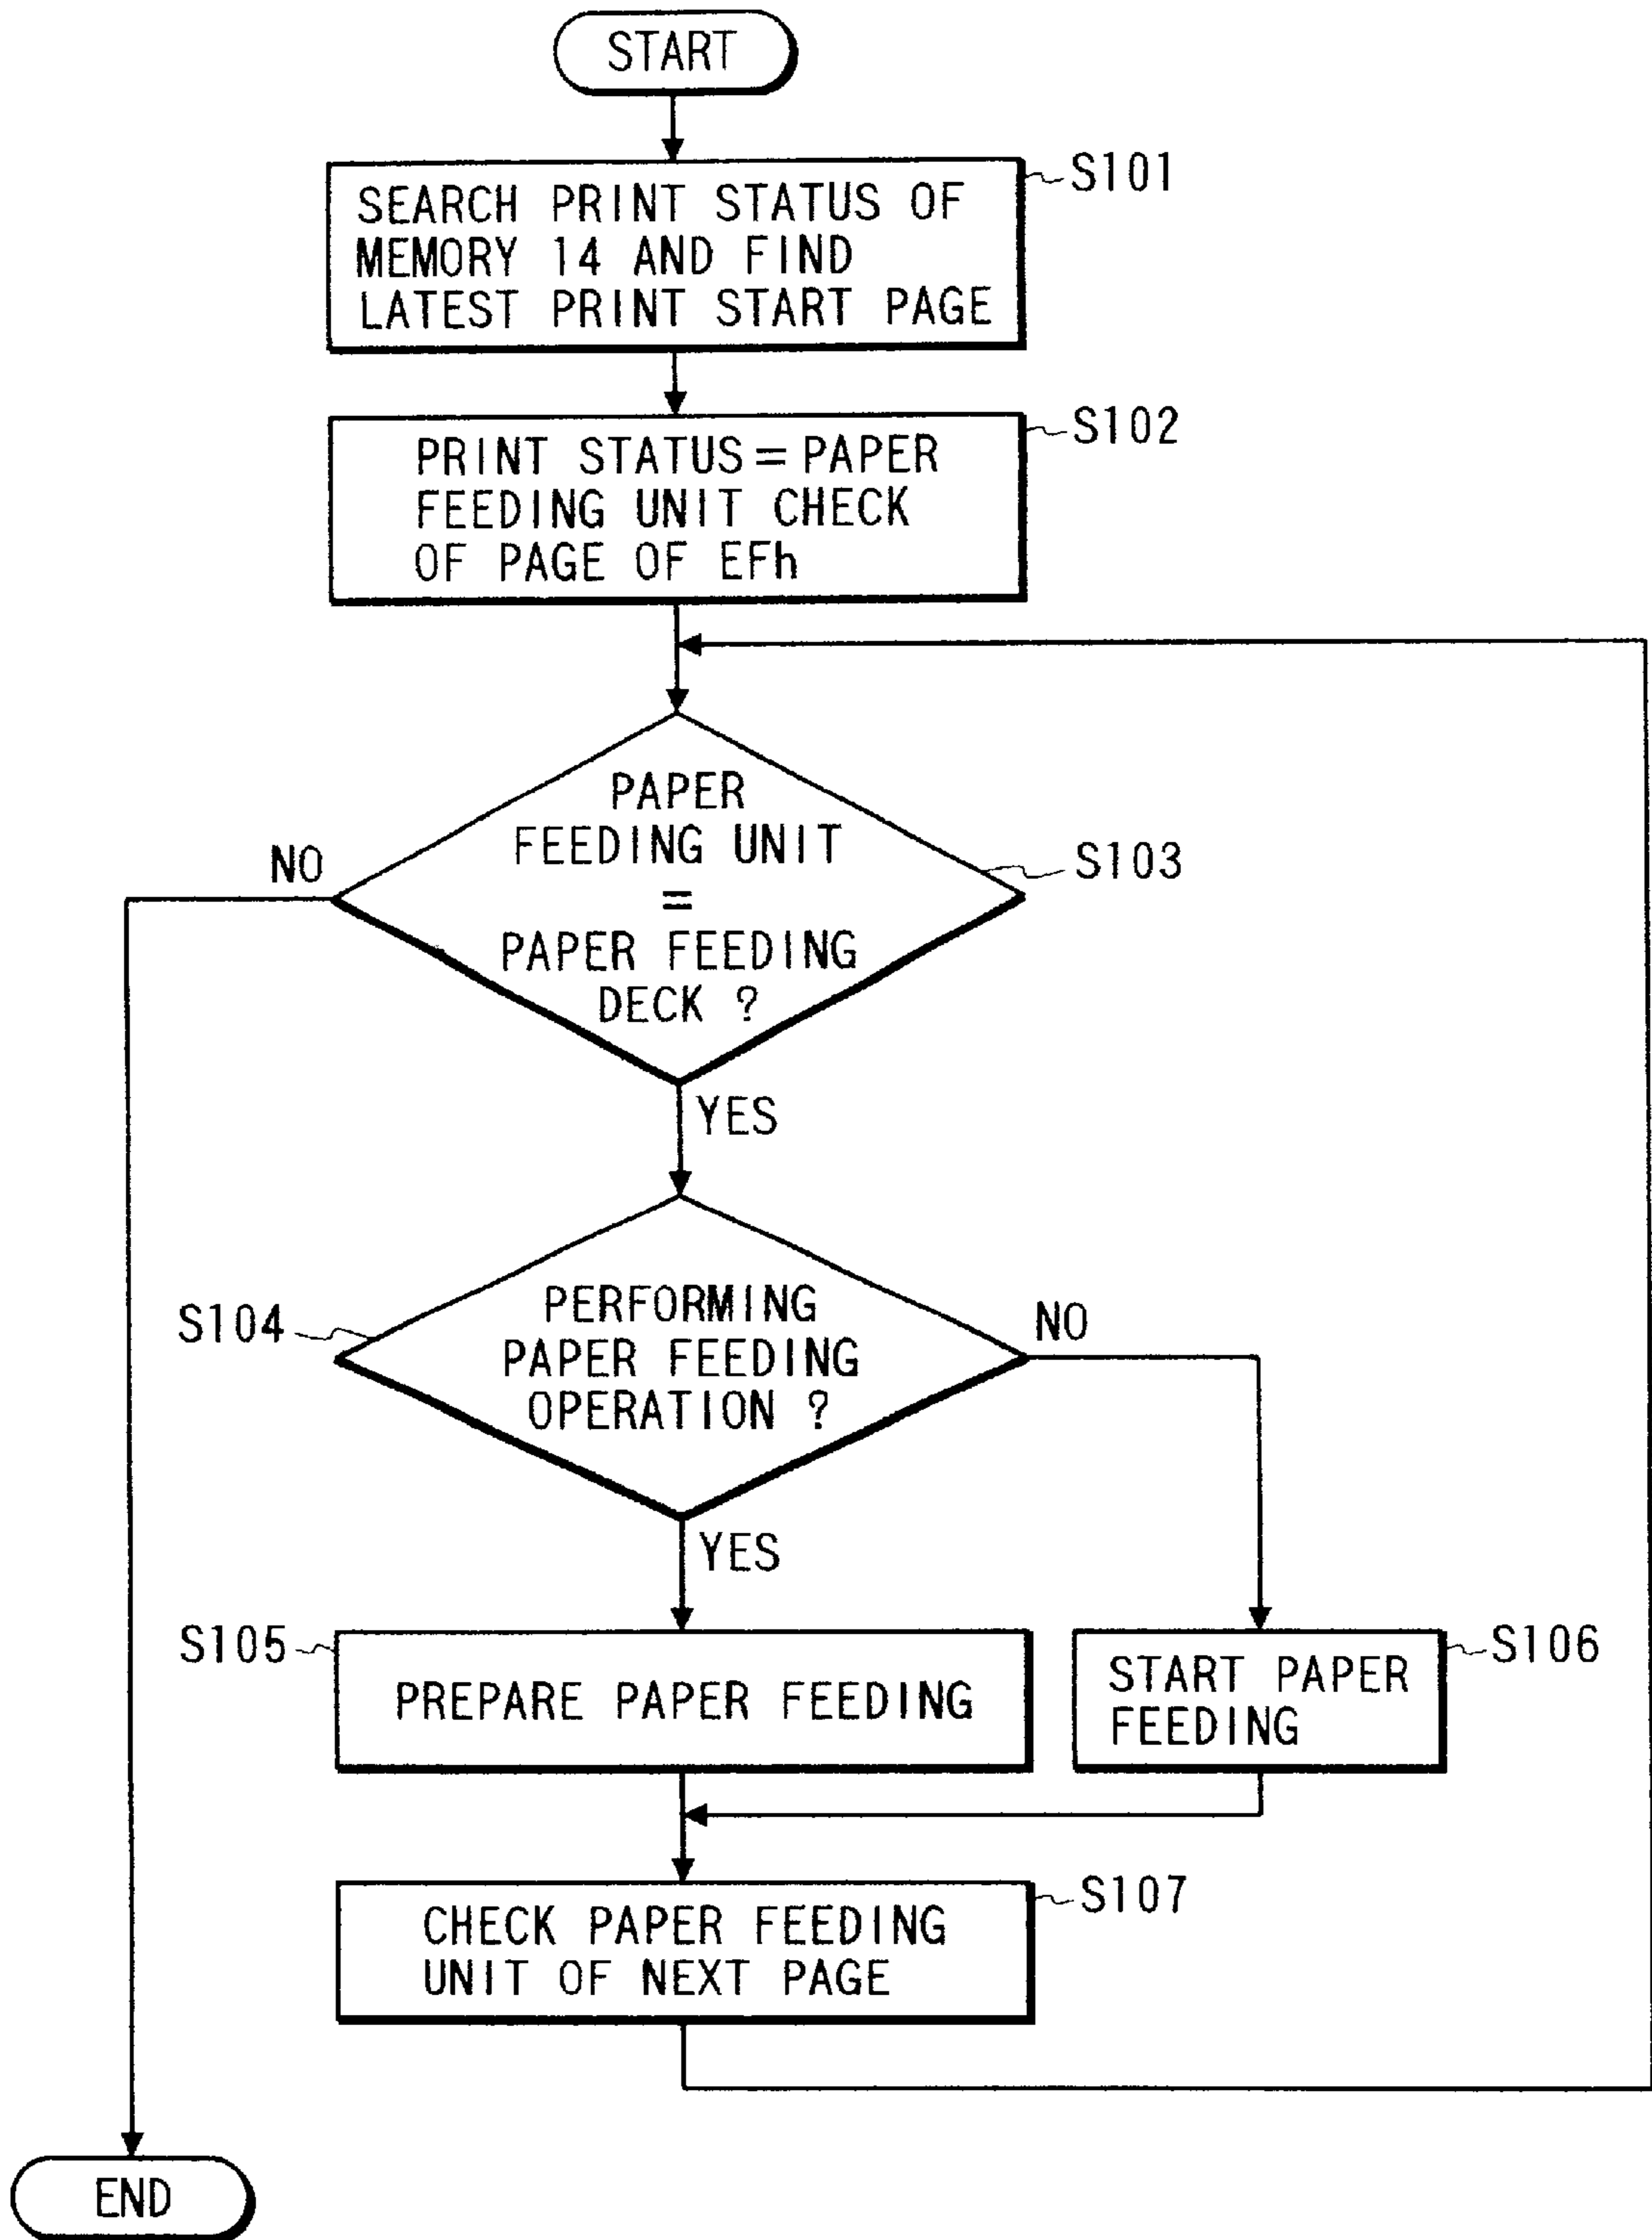 START
S101
SEARCH PRINT STATUS OF
MEMORY 14 AND FIND
LATEST PRINT START PAGE
S102
PRINT STATUS = PAPER
FEEDING UNIT CHECK
OF PAGE OF EFh
PAPER
FEEDING UNIT
=
PAPER FEEDING
DECK ?
NO
S103
YES
S104
PERFORMING
PAPER FEEDING
OPERATION ?
NO
YES
S105
PREPARE PAPER FEEDING
START PAPER
FEEDING
S106
S107
CHECK PAPER FEEDING
UNIT OF NEXT PAGE
END